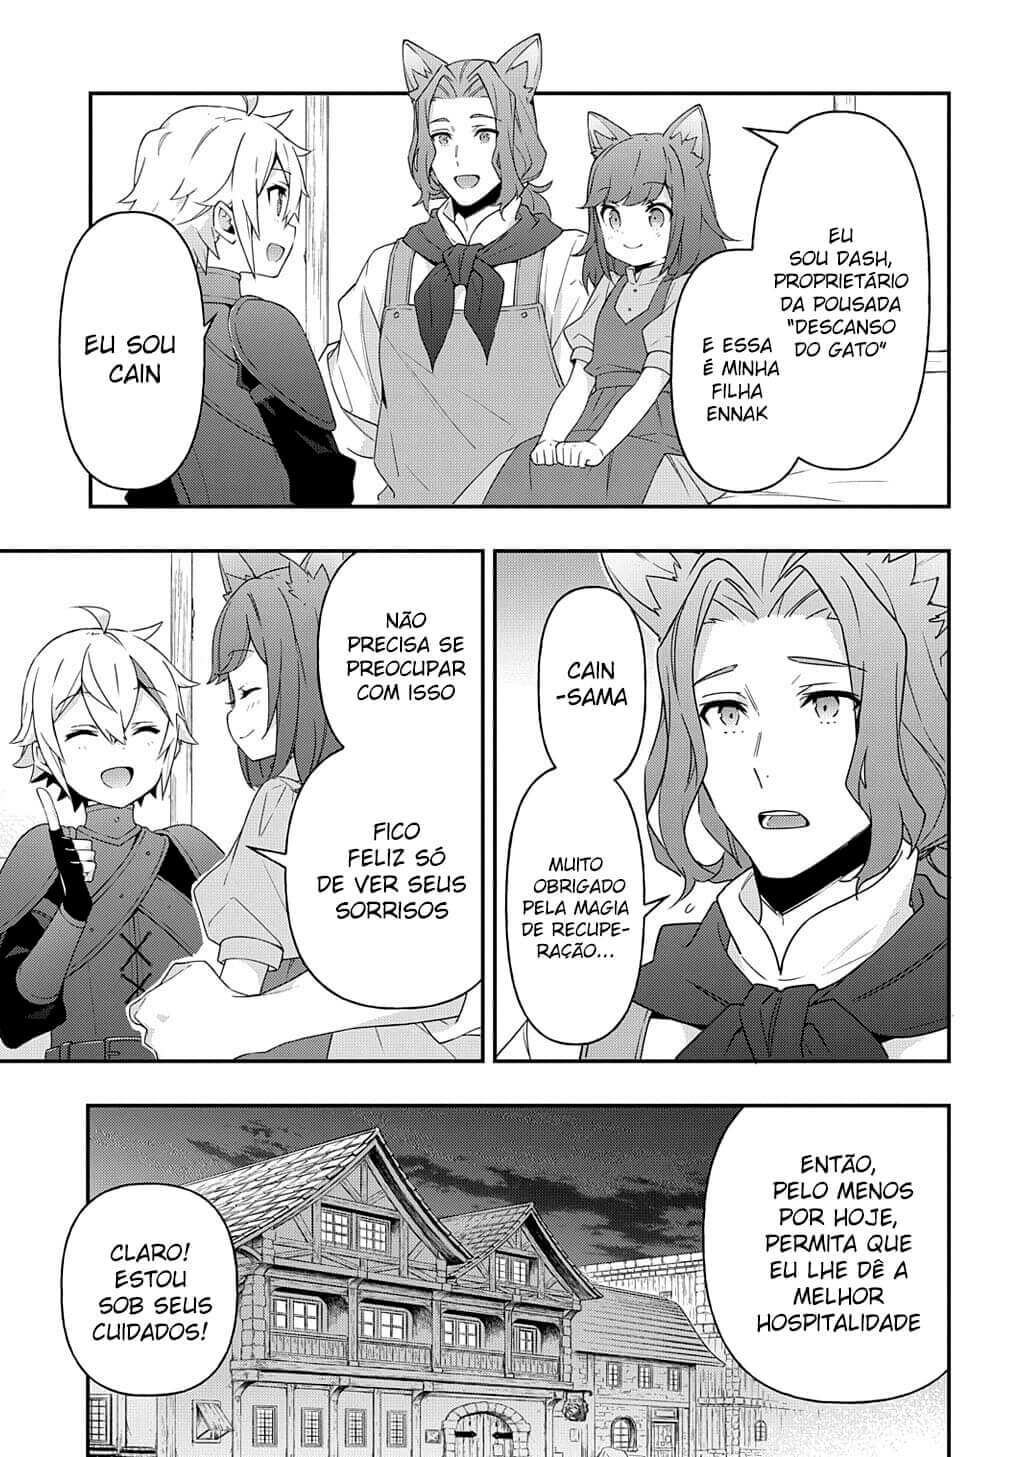 EU
SOU DASH,
PROPRIETÁRIO
DA POUSADA
"DESCANSO
DO GATO"
E ESSA
É MINHA
FILHA
ENNAK
EU SOU
CAIN
CAIN
-SAMA
MUITO
OBRIGADO
PELA MAGIA
DE RECUPE-
RAÇÃO...
NÃO
PRECISA SE
PREOCUPAR
COM ISSO
FICO
FELIZ SÓ
DE VER SEUS
SORRISOS
ENTÃO,
PELO MENOS
POR HOJE,
PERMITA QUE
EU LHE DÊ A
MELHOR
HOSPITALIDADE
CLARO!
ESTOU
SOB SEUS
CUIDADOS!